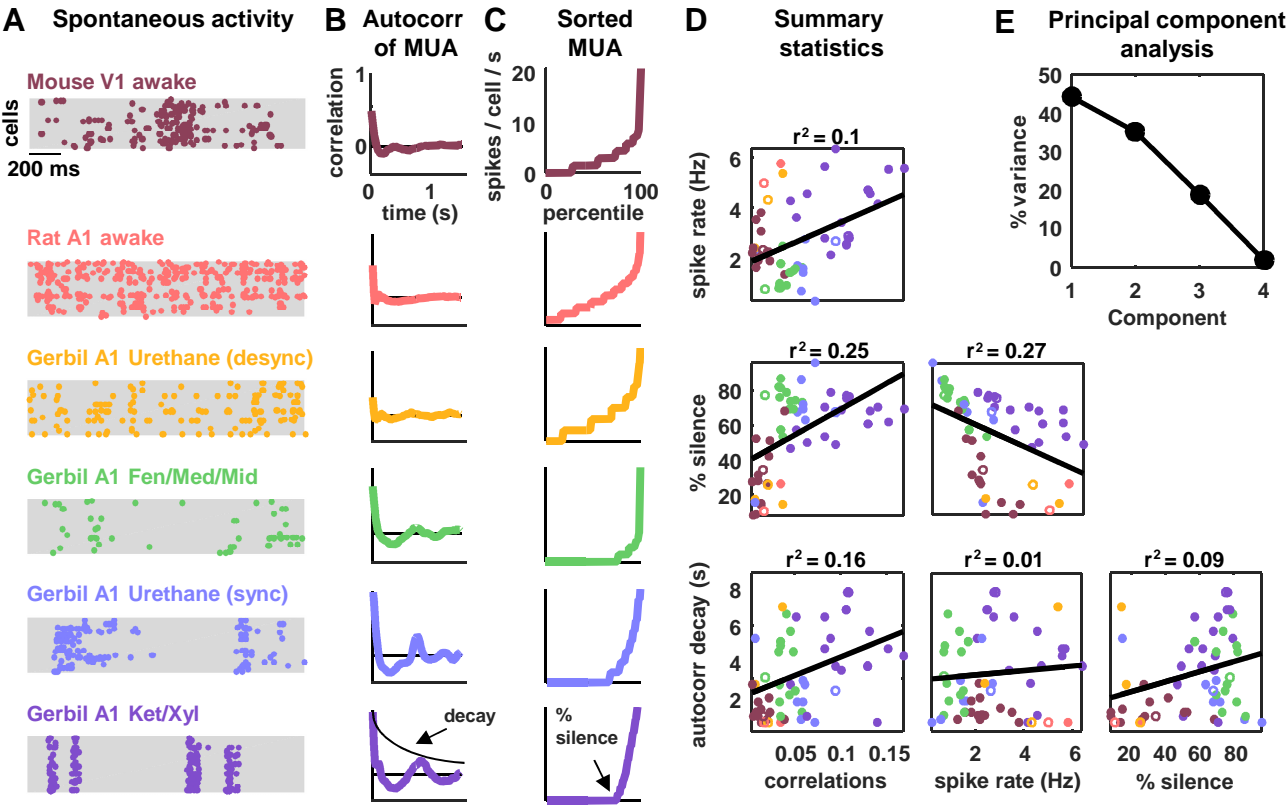 A
Spontaneous activity
Mouse V1 awake
cells
200 ms
Rat A1 awake
Gerbil A1 Urethane (desync)
Gerbil A1 Fen/Med/Mid
Gerbil A1 Urethane (sync)
Gerbil A1 Ket/Xyl
B
Autocorr
of MUA
correlation
1
0
0
1
time (s)
decay
C
Sorted
MUA
spikes / cell / s
20
10
0
0
100
percentile
%
silence
D
Summary
statistics
r² = 0.1
spike rate (Hz)
6
4
2
r² = 0.25
r² = 0.27
% silence
80
60
40
20
r² = 0.16
r² = 0.01
r² = 0.09
autocorr decay (s)
8
6
4
2
0.05 0.1 0.15
correlations
2 4 6
spike rate (Hz)
20 40 60 80
% silence
E
Principal component
analysis
% variance
50
40
30
20
10
0
1 2 3 4
Component